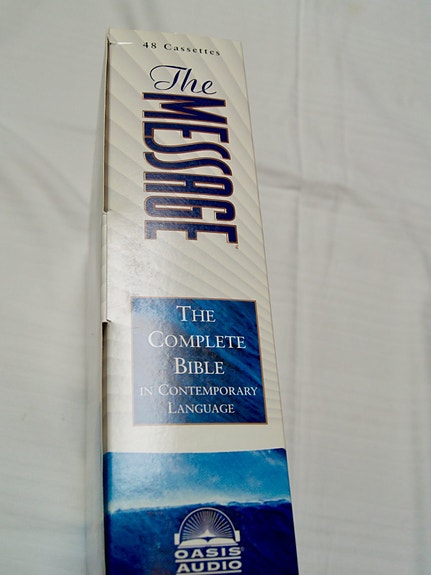 48 Cassettes
The
MESSAGE
THE
COMPLETE
BIBLE
IN CONTEMPORARY
LANGUAGE
OASIS
AUDIO